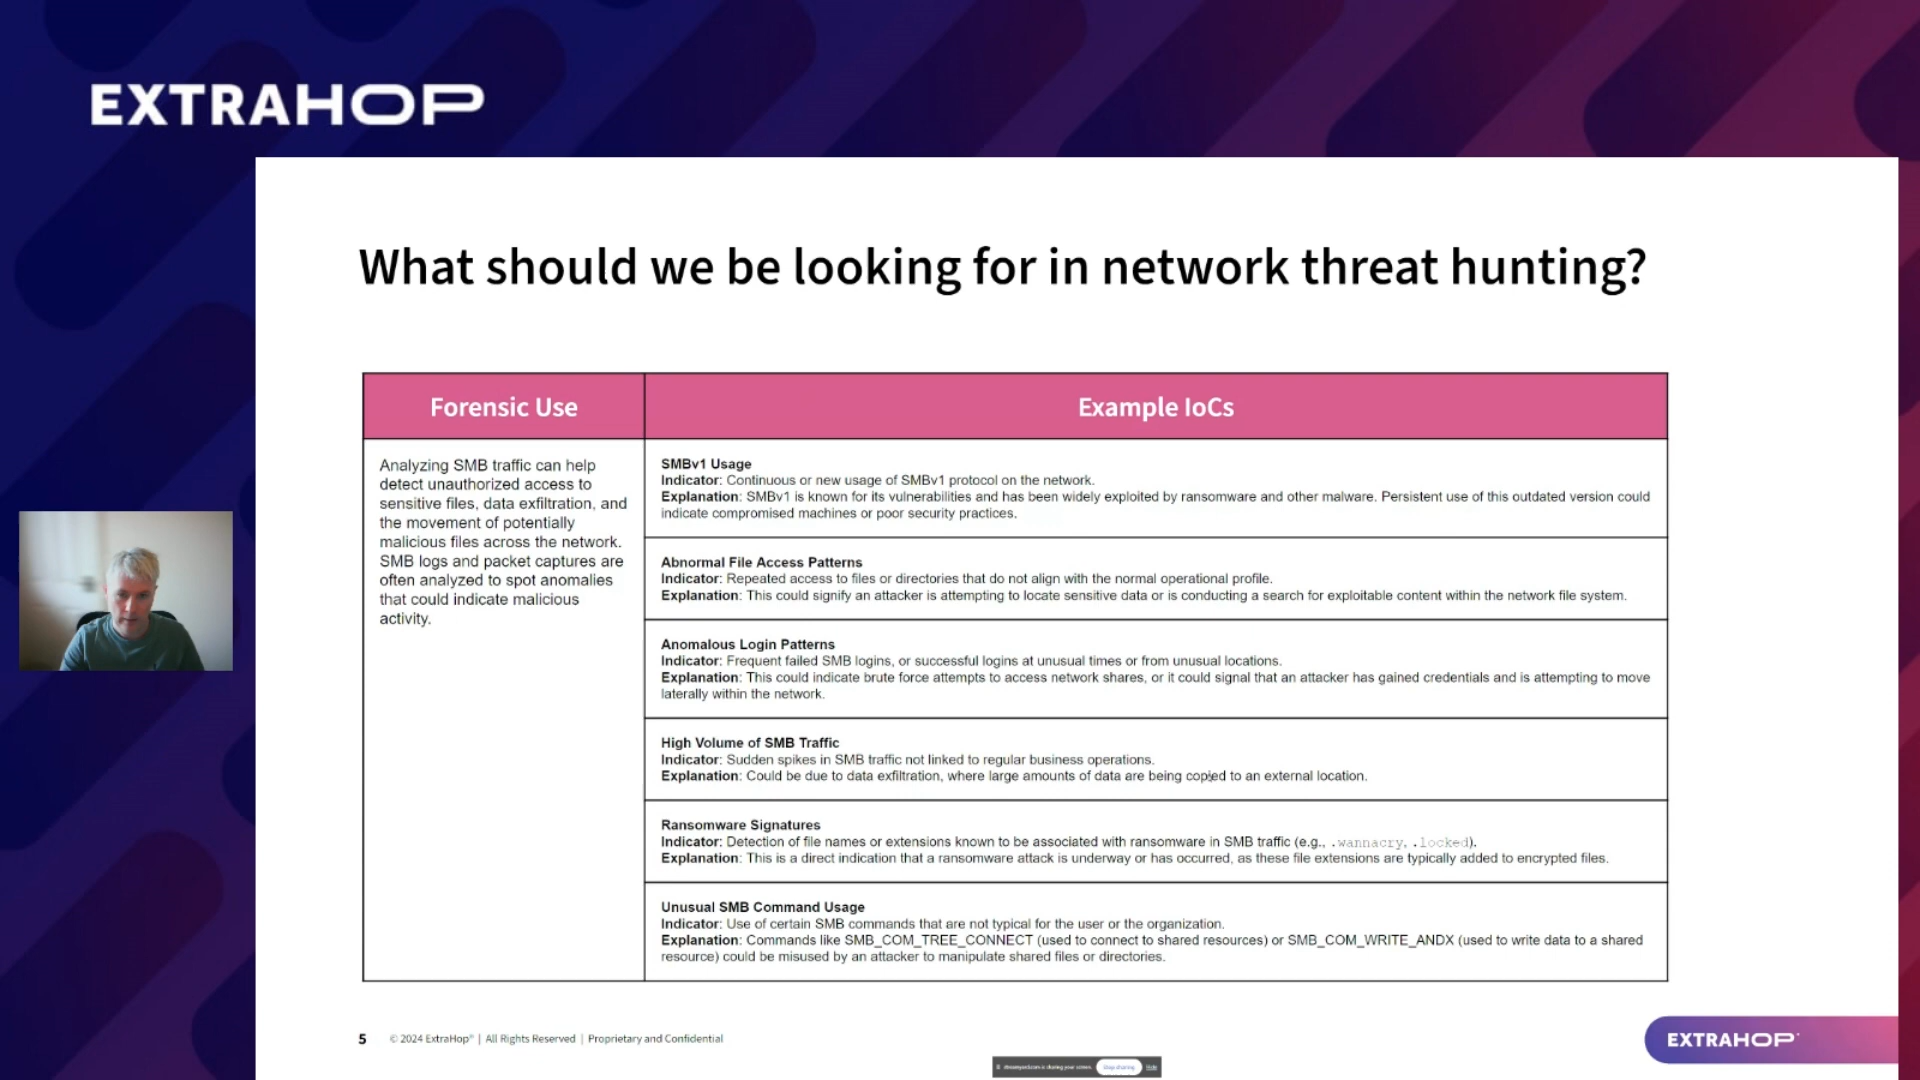 EXTRAHOP
What should we be looking for in network threat hunting?
Forensic Use
Example IoCs
Analyzing SMB traffic can help
detect unauthorized access to
sensitive files, data exfiltration, and
the movement of potentially
malicious files across the network.
SMB logs and packet captures are
often analyzed to spot anomalies
that could indicate malicious
activity.
SMBv1 Usage
Indicator: Continuous or new usage of SMBv1 protocol on the network.
Explanation: SMBv1 is known for its vulnerabilities and has been widely exploited by ransomware and other malware. Persistent use of this outdated version could
indicate compromised machines or poor security practices.
Abnormal File Access Patterns
Indicator: Repeated access to files or directories that do not align with the normal operational profile.
Explanation: This could signify an attacker is attempting to locate sensitive data or is conducting a search for exploitable content within the network file system.
Anomalous Login Patterns
Indicator: Frequent failed SMB logins, or successful logins at unusual times or from unusual locations.
Explanation: This could indicate brute force attempts to access network shares, or it could signal that an attacker has gained credentials and is attempting to move
laterally within the network.
High Volume of SMB Traffic
Indicator: Sudden spikes in SMB traffic not linked to regular business operations.
Explanation: Could be due to data exfiltration, where large amounts of data are being copied to an external location.
Ransomware Signatures
Indicator: Detection of file names or extensions known to be associated with ransomware in SMB traffic (e.g., .wannacry, .locked).
Explanation: This is a direct indication that a ransomware attack is underway or has occurred, as these file extensions are typically added to encrypted files.
Unusual SMB Command Usage
Indicator: Use of certain SMB commands that are not typical for the user or the organization.
Explanation: Commands like SMB_COM_TREE_CONNECT (used to connect to shared resources) or SMB_COM_WRITE_ANDX (used to write data to a shared
resource) could be misused by an attacker to manipulate shared files or directories.
5 © 2024 ExtraHop® | All Rights Reserved | Proprietary and Confidential
EXTRAHOP
is sharing your screen. Stop sharing Hide